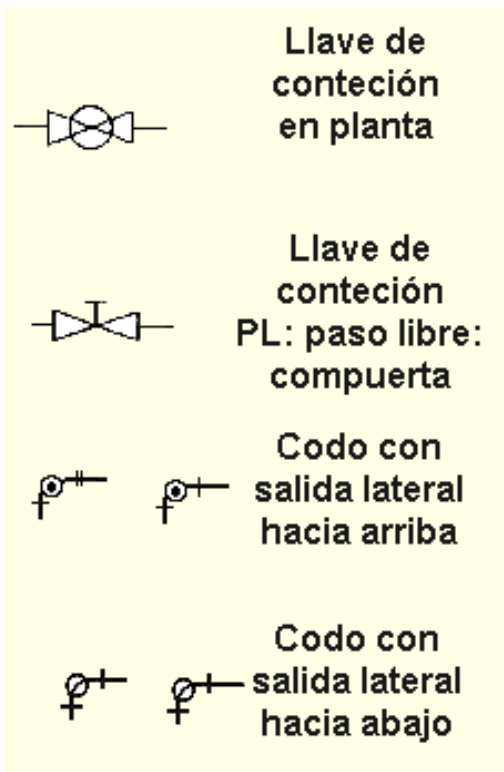 Llave de
conteción
en planta
Llave de
conteción
PL: paso libre:
compuerta
Codo con
salida lateral
hacia arriba
Codo con
salida lateral
hacia abajo